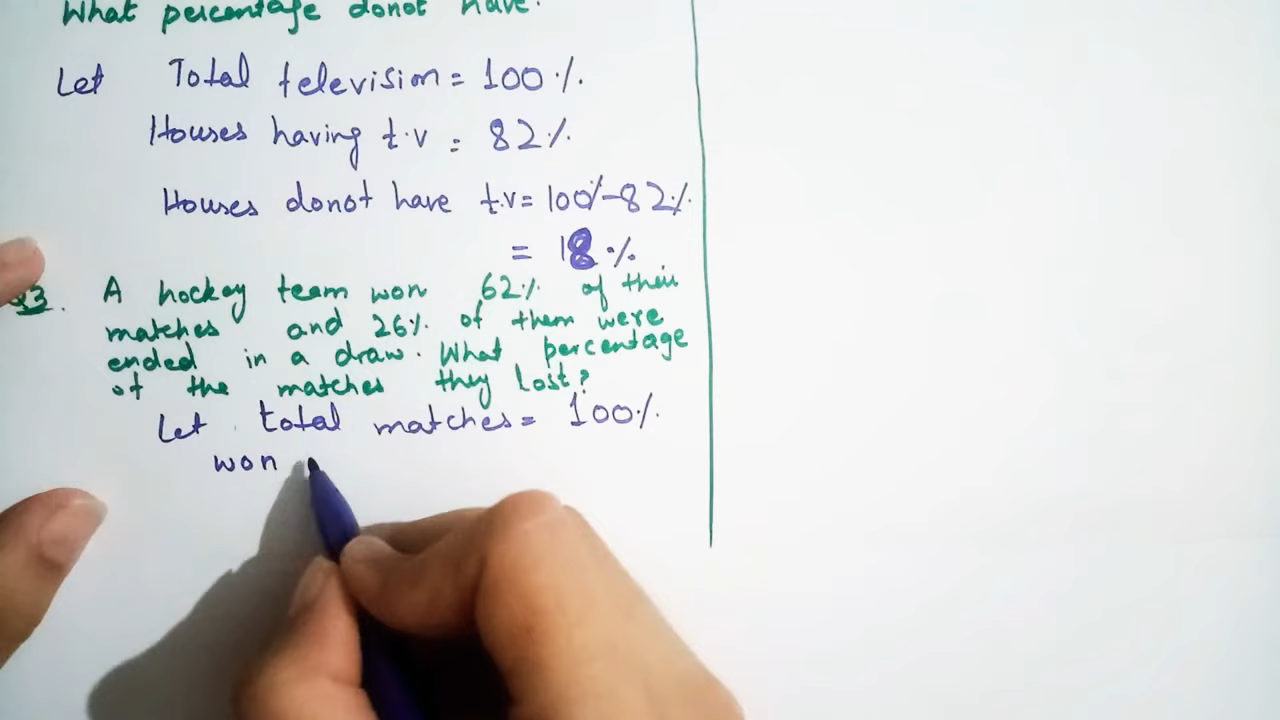 What percentage donot have.
Let Total television = 100%.
Houses having t.v = 82%
Houses donot have t.v = 100%-82%
= 18%
Q3. A hockey team won 62% of their
matches and 26% of them were
ended in a draw. What percentage
of the matches they lost?
Let total matches = 100%.
won